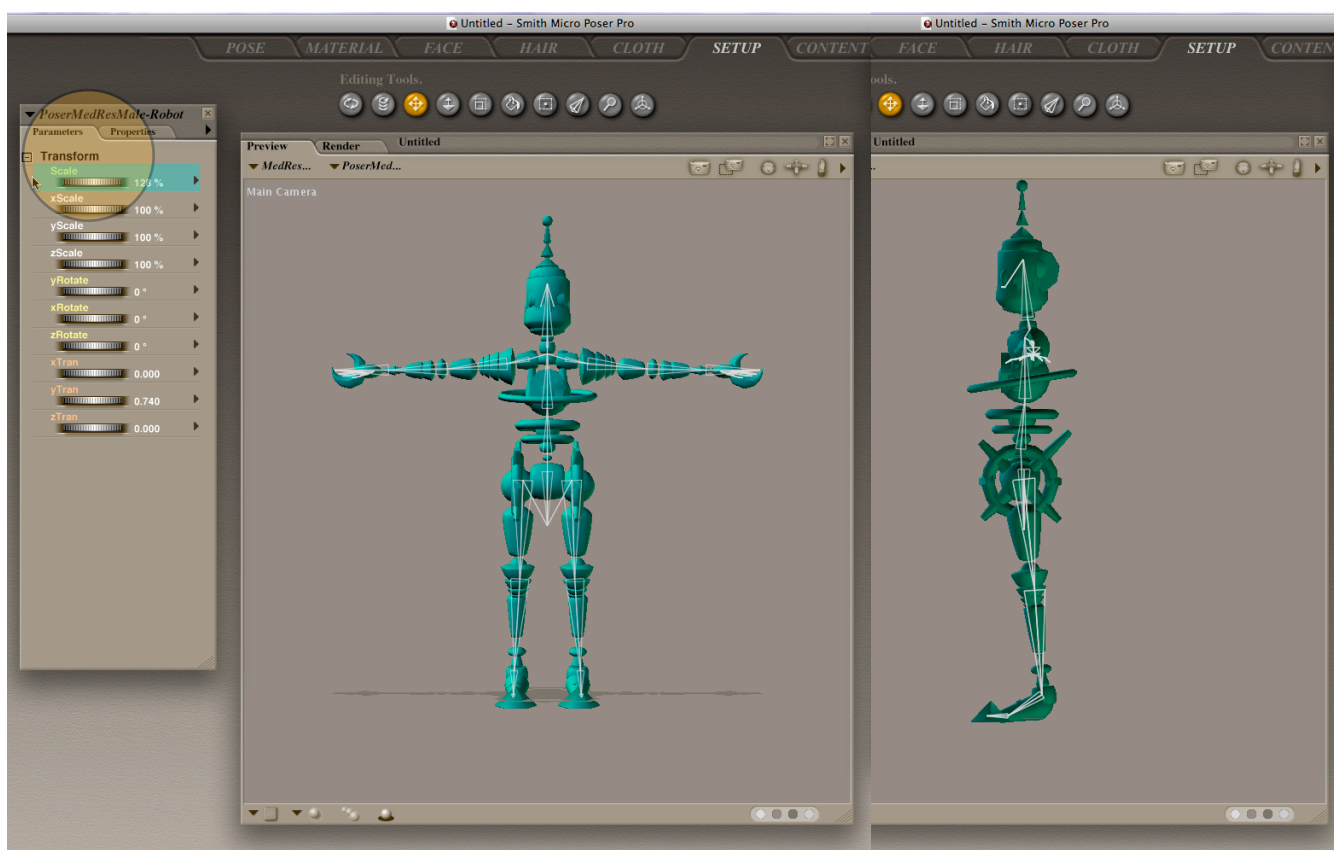 Untitled – Smith Micro Poser Pro
POSE MATERIAL FACE HAIR CLOTH SETUP CONTENT
Editing Tools.
PoserMedResMale-Robot
Parameters Properties
Transform
Scale
xScale
100 %
yScale
100 %
zScale
100 %
yRotate
0 °
xRotate
0 °
zRotate
0 °
xTran
0.000
yTran
0.740
zTran
0.000
Preview Render Untitled
MedRes... PoserMed...
Main Camera
Untitled – Smith Micro Poser Pro
FACE HAIR CLOTH SETUP CONTEN
ools.
Untitled